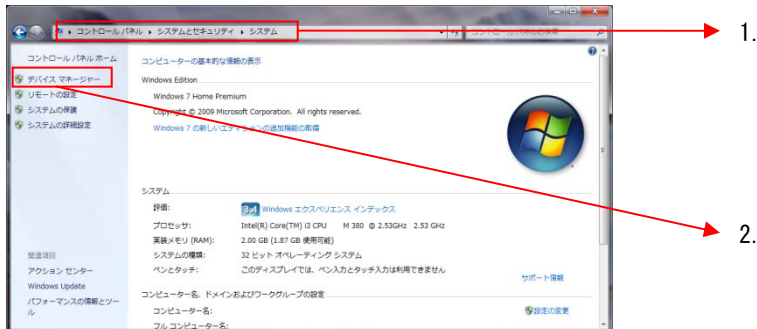 コントロール パネル ▸ システムとセキュリティ ▸ システム
1.
コントロール パネル ホーム
デバイス マネージャー
リモートの設定
システムの保護
システムの詳細設定
コンピューターの基本的な情報の表示
Windows Edition
Windows 7 Home Premium
Copyright © 2009 Microsoft Corporation. All rights reserved.
Windows 7 の新しいエディションの追加機能の取得
システム
評価:
Windows エクスペリエンス インデックス
プロセッサ: Intel(R) Core(TM) i3 CPU M 380 @ 2.53GHz 2.53 GHz
実装メモリ (RAM): 2.00 GB (1.87 GB 使用可能)
システムの種類: 32 ビット オペレーティング システム
ペンとタッチ: このディスプレイでは、ペン入力とタッチ入力は利用できません
2.
サポート情報
関連項目
アクション センター
Windows Update
パフォーマンスの情報とツール
コンピューター名、ドメインおよびワークグループの設定
コンピューター名:
設定の変更
フル コンピューター名: